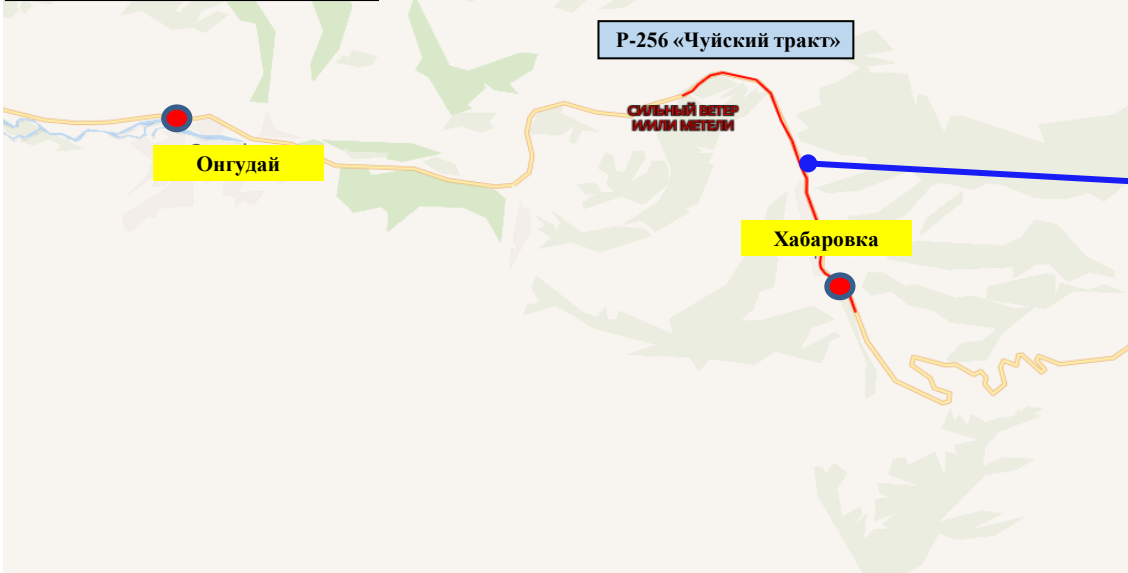 Р-256 «Чуйский тракт»
СИЛЬНЫЙ ВЕТЕР
И/ИЛИ МЕТЕЛИ
Онгудай
Хабаровка